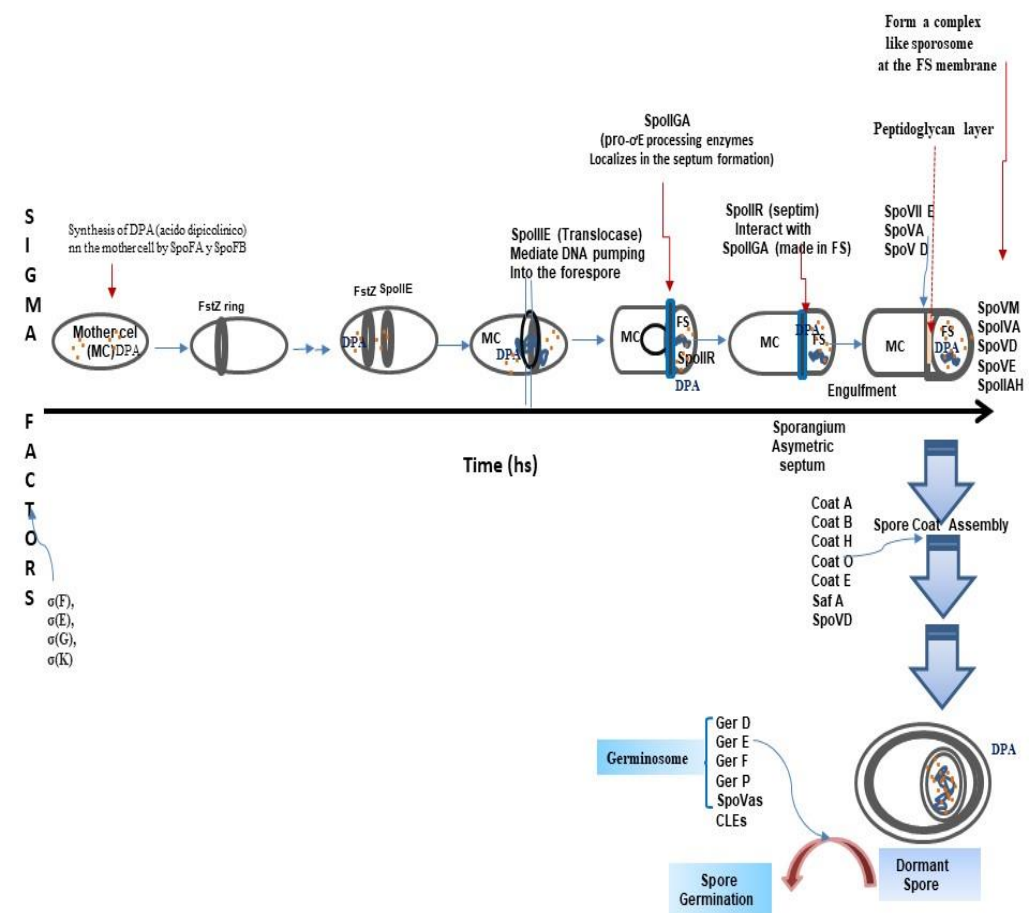 Form a complex
like sporosome
at the FS membrane
Peptidoglycan layer
SpoIIGA
(pro-σE processing enzymes
Localizes in the septum formation)
SpoIIR (septim)
Interact with
SpoIIGA (made in FS)
SpoVII E
SpoVA
SpoV D
SpoIIIE (Translocase)
Mediate DNA pumping
Into the forespore
Synthesis of DPA (acido dipicolinico)
nn the mothercell by SpoFA y SpoFB
SIGMA
FstZ ring
FstZ SpoIIE
Mother cel
(MC)
DPA
DPA
MC
DPA
MC
FS
SpoIIR
DPA
MC
DPA
FS
MC
FS
DPA
SpoVM
SpoIVA
SpoVD
SpoVE
SpoIIAH
Engulfment
FACTORS
Time (hs)
Sporangium
Asymetric
septum
Coat A
Coat B
Coat H
Coat O
Coat E
Saf A
SpoVD
Spore Coat Assembly
σ(F),
σ(E),
σ(G),
σ(K)
Germinosome
Ger D
Ger E
Ger F
Ger P
SpoVas
CLEs
DPA
Dormant
Spore
Spore
Germination